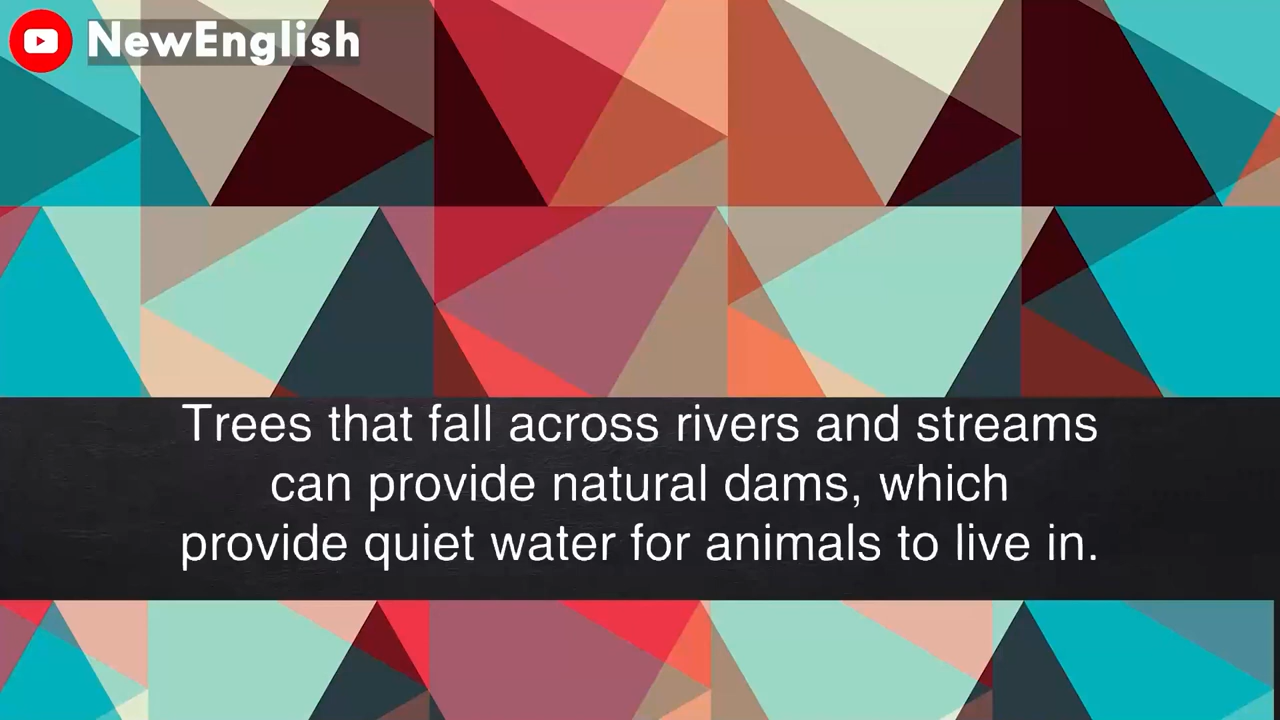 NewEnglish
Trees that fall across rivers and streams
can provide natural dams, which
provide quiet water for animals to live in.